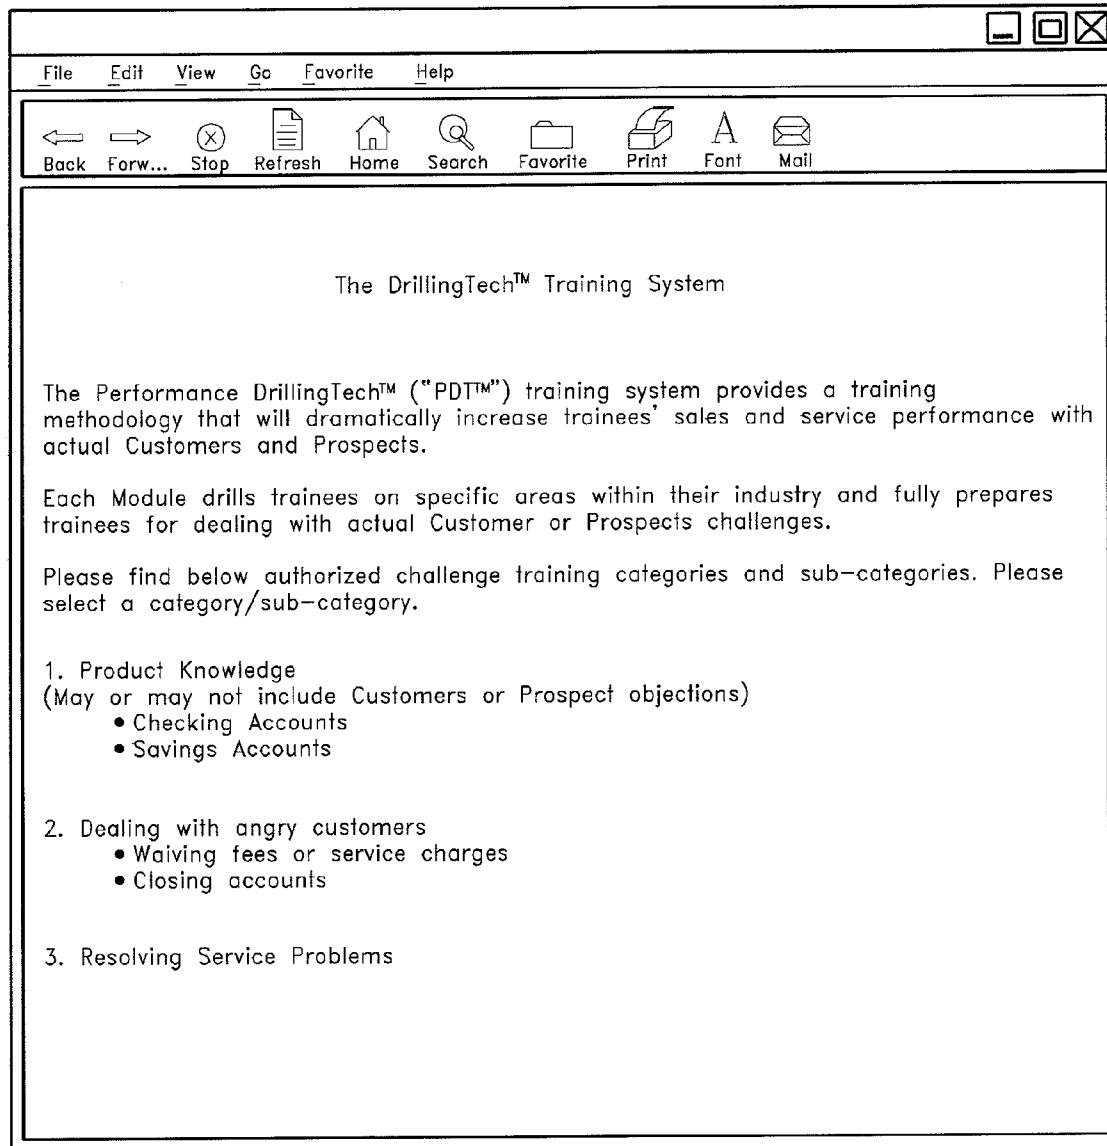 File Edit View Go Favorite Help
Back Forw... Stop Refresh Home Search Favorite Print Font Mail
The DrillingTech™ Training System
The Performance DrillingTech™ ("PDT™") training system provides a training
methodology that will dramatically increase trainees' sales and service performance with
actual Customers and Prospects.
Each Module drills trainees on specific areas within their industry and fully prepares
trainees for dealing with actual Customer or Prospects challenges.
Please find below authorized challenge training categories and sub-categories. Please
select a category/sub-category.
1. Product Knowledge
(May or may not include Customers or Prospect objections)
• Checking Accounts
• Savings Accounts
2. Dealing with angry customers
• Waiving fees or service charges
• Closing accounts
3. Resolving Service Problems